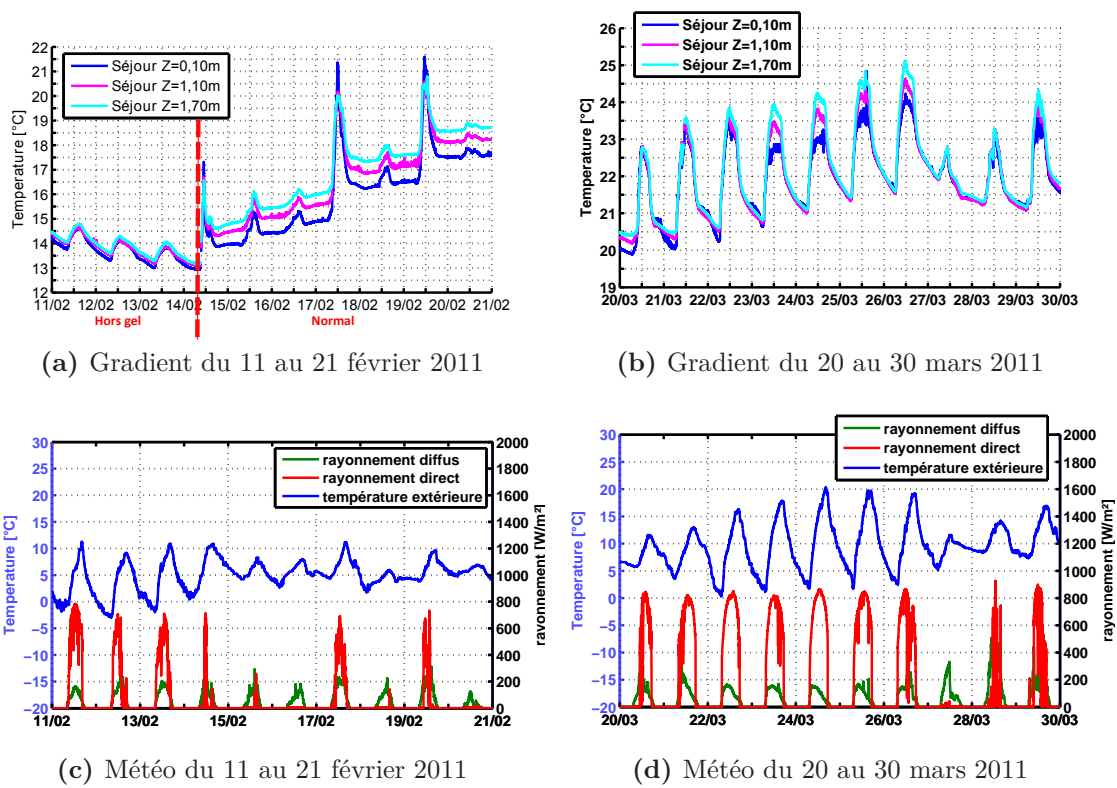 Séjour Z=0,10m
Séjour Z=1,10m
Séjour Z=1,70m
Temperature [°C]
22
21
20
19
18
17
16
15
14
13
12
11/02 12/02 13/02 14/02 15/02 16/02 17/02 18/02 19/02 20/02 21/02
Hors gel
Normal
(a) Gradient du 11 au 21 février 2011
Séjour Z=0,10m
Séjour Z=1,10m
Séjour Z=1,70m
Temperature [°C]
26
25
24
23
22
21
20
19
20/03 21/03 22/03 23/03 24/03 25/03 26/03 27/03 28/03 29/03 30/03
(b) Gradient du 20 au 30 mars 2011
rayonnement diffus
rayonnement direct
température extérieure
Temperature [°C]
30
25
20
15
10
5
0
−5
−10
−15
−20
2000
1800
1600
1400
1200
1000
800
600
400
200
0
rayonnement [W/m²]
11/02 13/02 15/02 17/02 19/02 21/02
(c) Météo du 11 au 21 février 2011
rayonnement diffus
rayonnement direct
température extérieure
Temperature [°C]
30
25
20
15
10
5
0
−5
−10
−15
−20
2000
1800
1600
1400
1200
1000
800
600
400
200
0
rayonnement [W/m²]
20/03 22/03 24/03 26/03 28/03 30/03
(d) Météo du 20 au 30 mars 2011